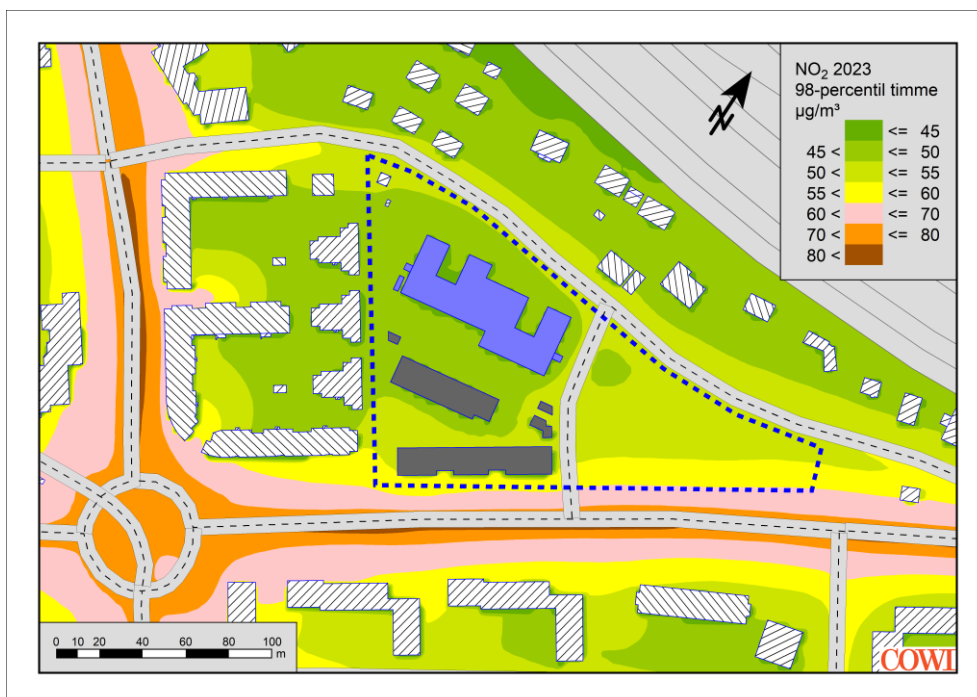 NO₂ 2023
98-percentil timme
µg/m³
<= 45
45 < <= 50
50 < <= 55
55 < <= 60
60 < <= 70
70 < <= 80
80 <
N
0 10 20 40 60 80 100
m
COWI